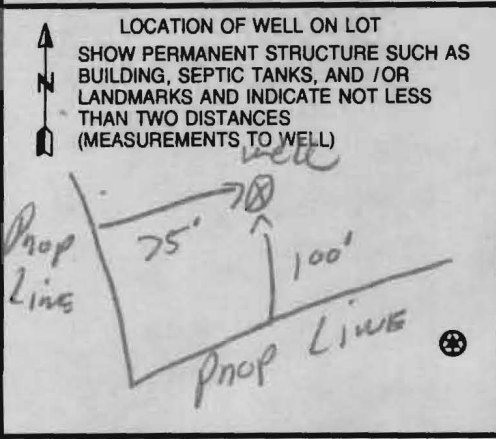 LOCATION OF WELL ON LOT
SHOW PERMANENT STRUCTURE SUCH AS
BUILDING, SEPTIC TANKS, AND /OR
LANDMARKS AND INDICATE NOT LESS
THAN TWO DISTANCES
(MEASUREMENTS TO WELL)
N
well
Prop
Line
75'
100'
Prop Line